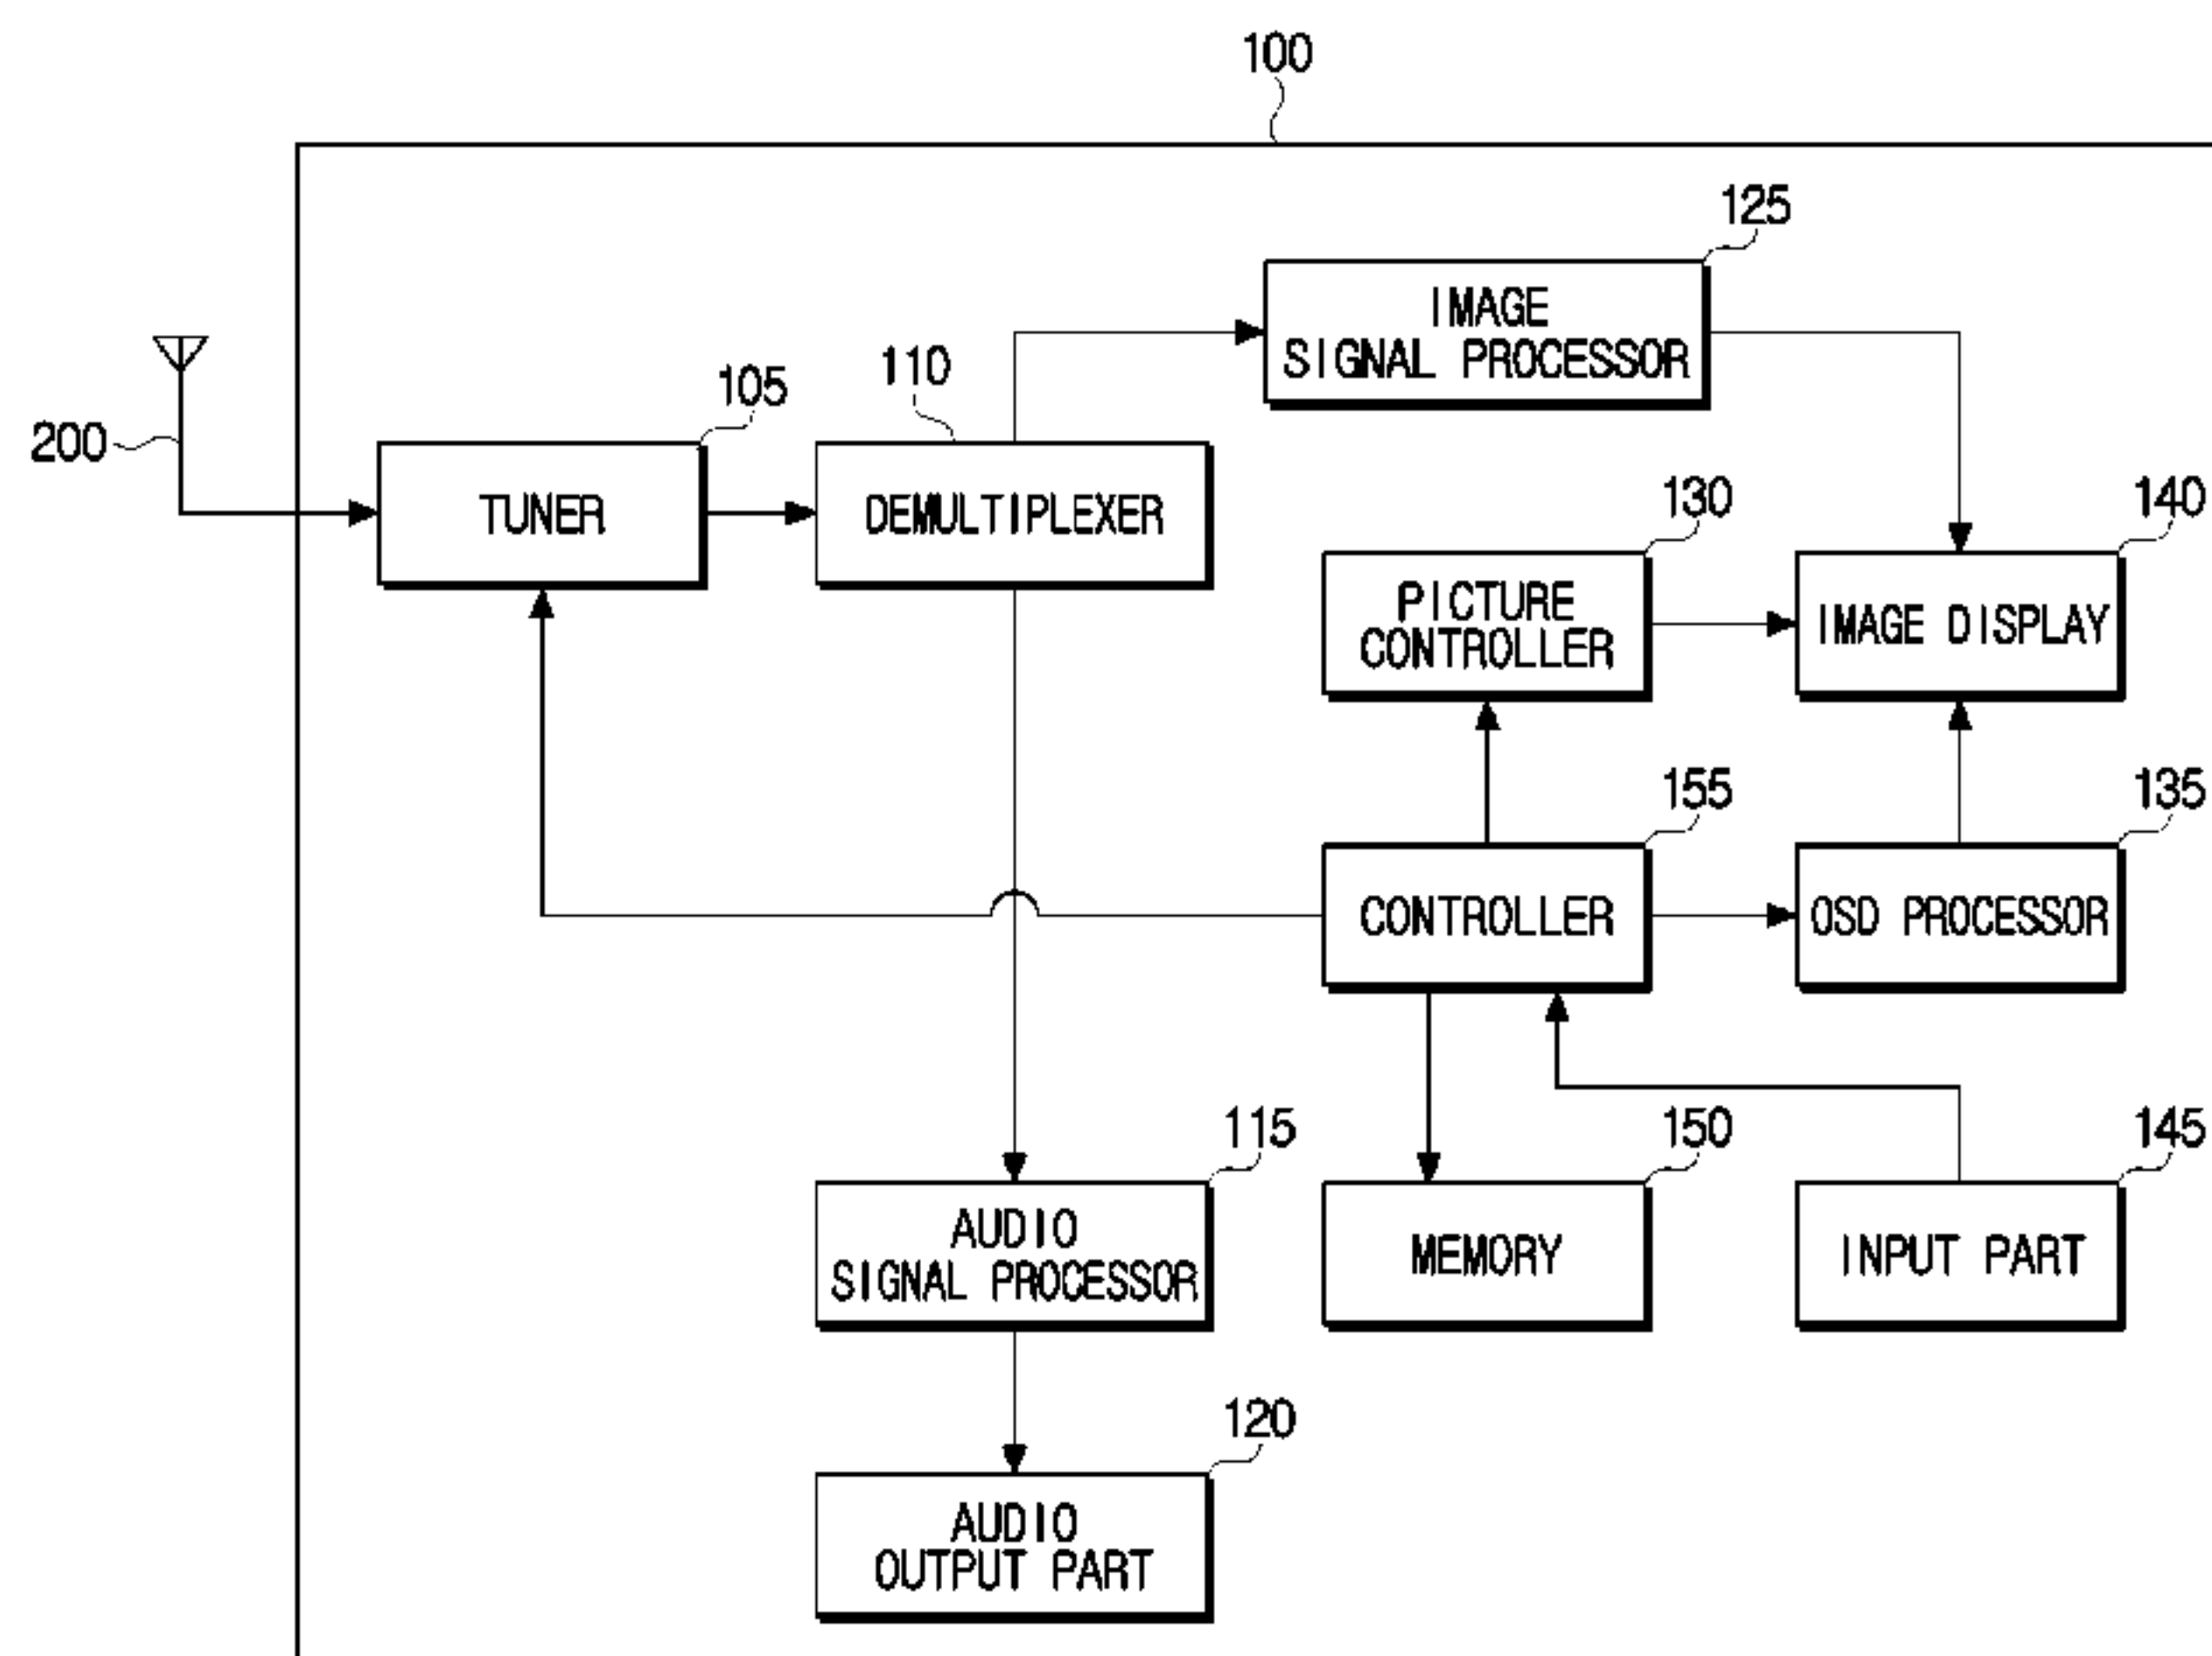 100
125
IMAGE
SIGNAL PROCESSOR
110
105
200
TUNER
DEMULTIPLEXER
130
140
PICTURE
CONTROLLER
IMAGE DISPLAY
155
135
CONTROLLER
OSD PROCESSOR
115
150
145
AUDIO
SIGNAL PROCESSOR
MEMORY
INPUT PART
120
AUDIO
OUTPUT PART